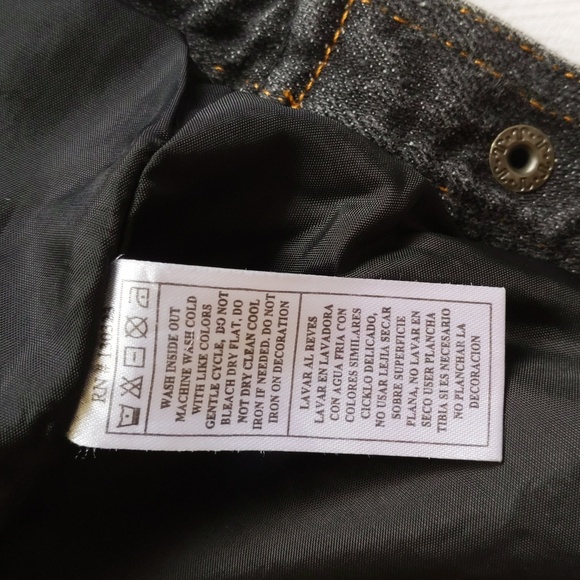 RN #
WASH INSIDE OUT
MACHINE WASH COLD
WITH LIKE COLORS
GENTLE CYCLE, DO NOT
BLEACH DRY FLAT. DO
NOT DRY CLEAN COOL
IRON IF NEEDED. DO NOT
IRON ON DECORATION
LAVAR AL REVES
LAVAR EN LAVADORA
CON AGUA FRIA CON
COLORES SIMILARES
CICKLO DELICADO,
NO USAR LEJIA SECAR
SOBRE SUPERFICIE
PLANA, NO LAVAR EN
SECO USER PLANCHA
TIBIA SI ES NECESARIO
NO PLANCHAR LA
DECORACION